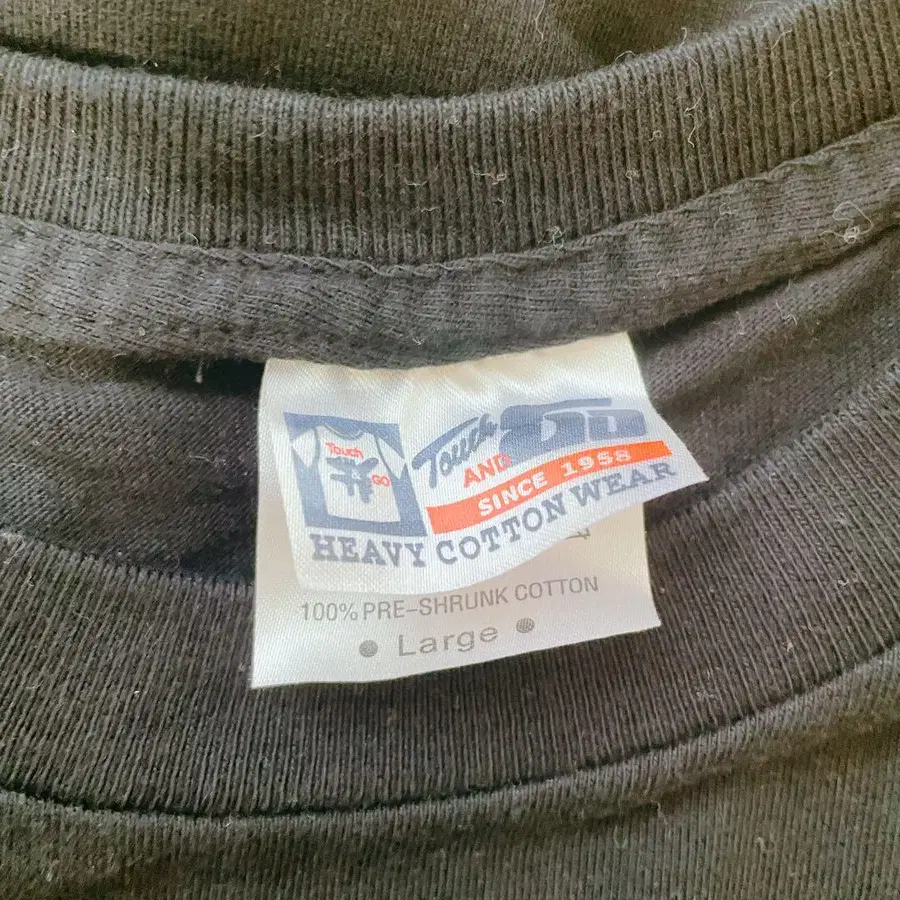 Touch
GO
Touch
AND GO
SINCE 1958
HEAVY COTTON WEAR
100% PRE-SHRUNK COTTON
• Large •